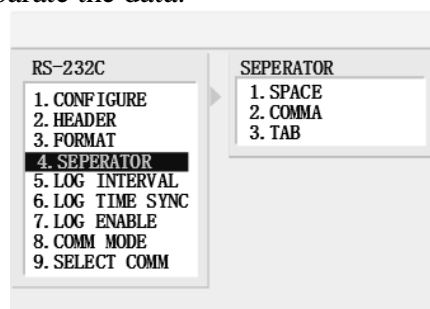 RS-232C
1. CONFIGURE
2. HEADER
3. FORMAT
4. SEPERATOR
5. LOG INTERVAL
6. LOG TIME SYNC
7. LOG ENABLE
8. COMM MODE
9. SELECT COMM
SEPERATOR
1. SPACE
2. COMMA
3. TAB